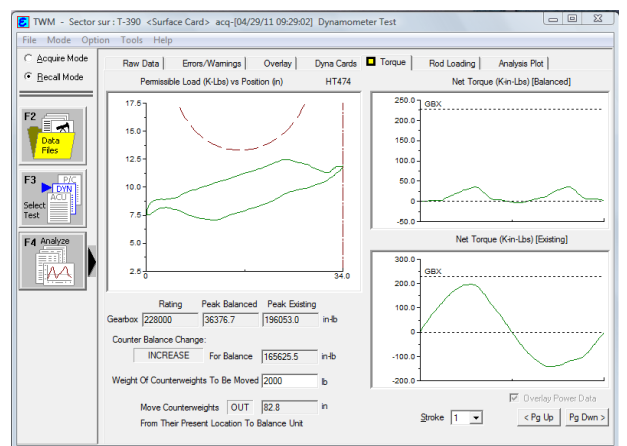 TWM - Sector sur : T-390 <Surface Card> acq-[04/29/11 09:29:02] Dynamometer Test
File Mode Option Tools Help
Acquire Mode
Recall Mode
F2
Data
Files
F3
Select
Test
P/C
DYN
ACU
F4 Analyze
Raw Data
Errors/Warnings
Overlay
Dyna Cards
Torque
Rod Loading
Analysis Plot
Permissible Load (K-Lbs) vs Position (in) HT474
17.5
15.0
12.5
10.0
7.5
5.0
2.5
0 34.0
Net Torque (K-in-Lbs) [Balanced]
250.0
GBX
200.0
150.0
100.0
50.0
0
-50.0
Net Torque (K-in-Lbs) [Existing]
300.0
GBX
200.0
100.0
0
-100.0
-200.0
Rating Peak Balanced Peak Existing
Gearbox 228000 36376.7 196053.0 in-lb
Counter Balance Change:
INCREASE For Balance 165625.5 in-lb
Weight Of Counterweights To Be Moved 2000 lb
Move Counterweights OUT 82.8 in
From Their Present Location To Balance Unit
Overlay Power Data
Stroke 1 < Pg Up Pg Dwn >